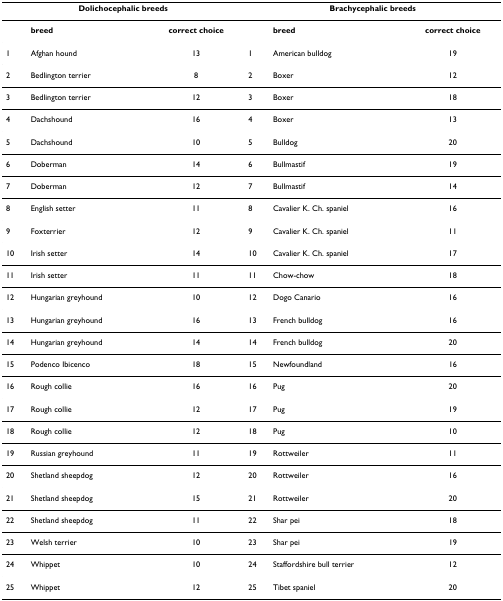 Dolichocephalic breeds Brachycephalic breeds
breed correct choice breed correct choice
1 Afghan hound 13 1 American bulldog 19
2 Bedlington terrier 8 2 Boxer 12
3 Bedlington terrier 12 3 Boxer 18
4 Dachshound 16 4 Boxer 13
5 Dachshound 10 5 Bulldog 20
6 Doberman 14 6 Bullmastif 19
7 Doberman 12 7 Bullmastif 14
8 English setter 11 8 Cavalier K. Ch. spaniel 16
9 Foxterrier 12 9 Cavalier K. Ch. spaniel 11
10 Irish setter 14 10 Cavalier K. Ch. spaniel 17
11 Irish setter 11 11 Chow-chow 18
12 Hungarian greyhound 10 12 Dogo Canario 16
13 Hungarian greyhound 16 13 French bulldog 16
14 Hungarian greyhound 14 14 French bulldog 20
15 Podenco Ibicenco 18 15 Newfoundland 16
16 Rough collie 16 16 Pug 20
17 Rough collie 12 17 Pug 19
18 Rough collie 12 18 Pug 10
19 Russian greyhound 11 19 Rottweiler 11
20 Shetland sheepdog 12 20 Rottweiler 16
21 Shetland sheepdog 15 21 Rottweiler 20
22 Shetland sheepdog 11 22 Shar pei 18
23 Welsh terrier 10 23 Shar pei 19
24 Whippet 10 24 Staffordshire bull terrier 12
25 Whippet 12 25 Tibet spaniel 20